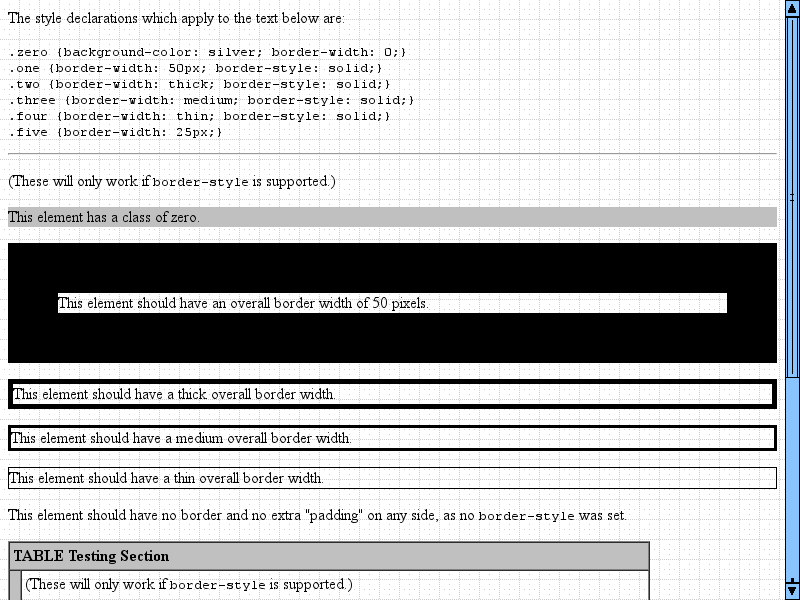 The style declarations which apply to the text below are:
.zero {background-color: silver; border-width: 0;}
.one {border-width: 50px; border-style: solid;}
.two {border-width: thick; border-style: solid;}
.three {border-width: medium; border-style: solid;}
.four {border-width: thin; border-style: solid;}
.five {border-width: 25px;}
(These will only work if border-style is supported.)
This element has a class of zero.
This element should have an overall border width of 50 pixels.
This element should have a thick overall border width.
This element should have a medium overall border width.
This element should have a thin overall border width.
This element should have no border and no extra "padding" on any side, as no border-style was set.
TABLE Testing Section
(These will only work if border-style is supported.)